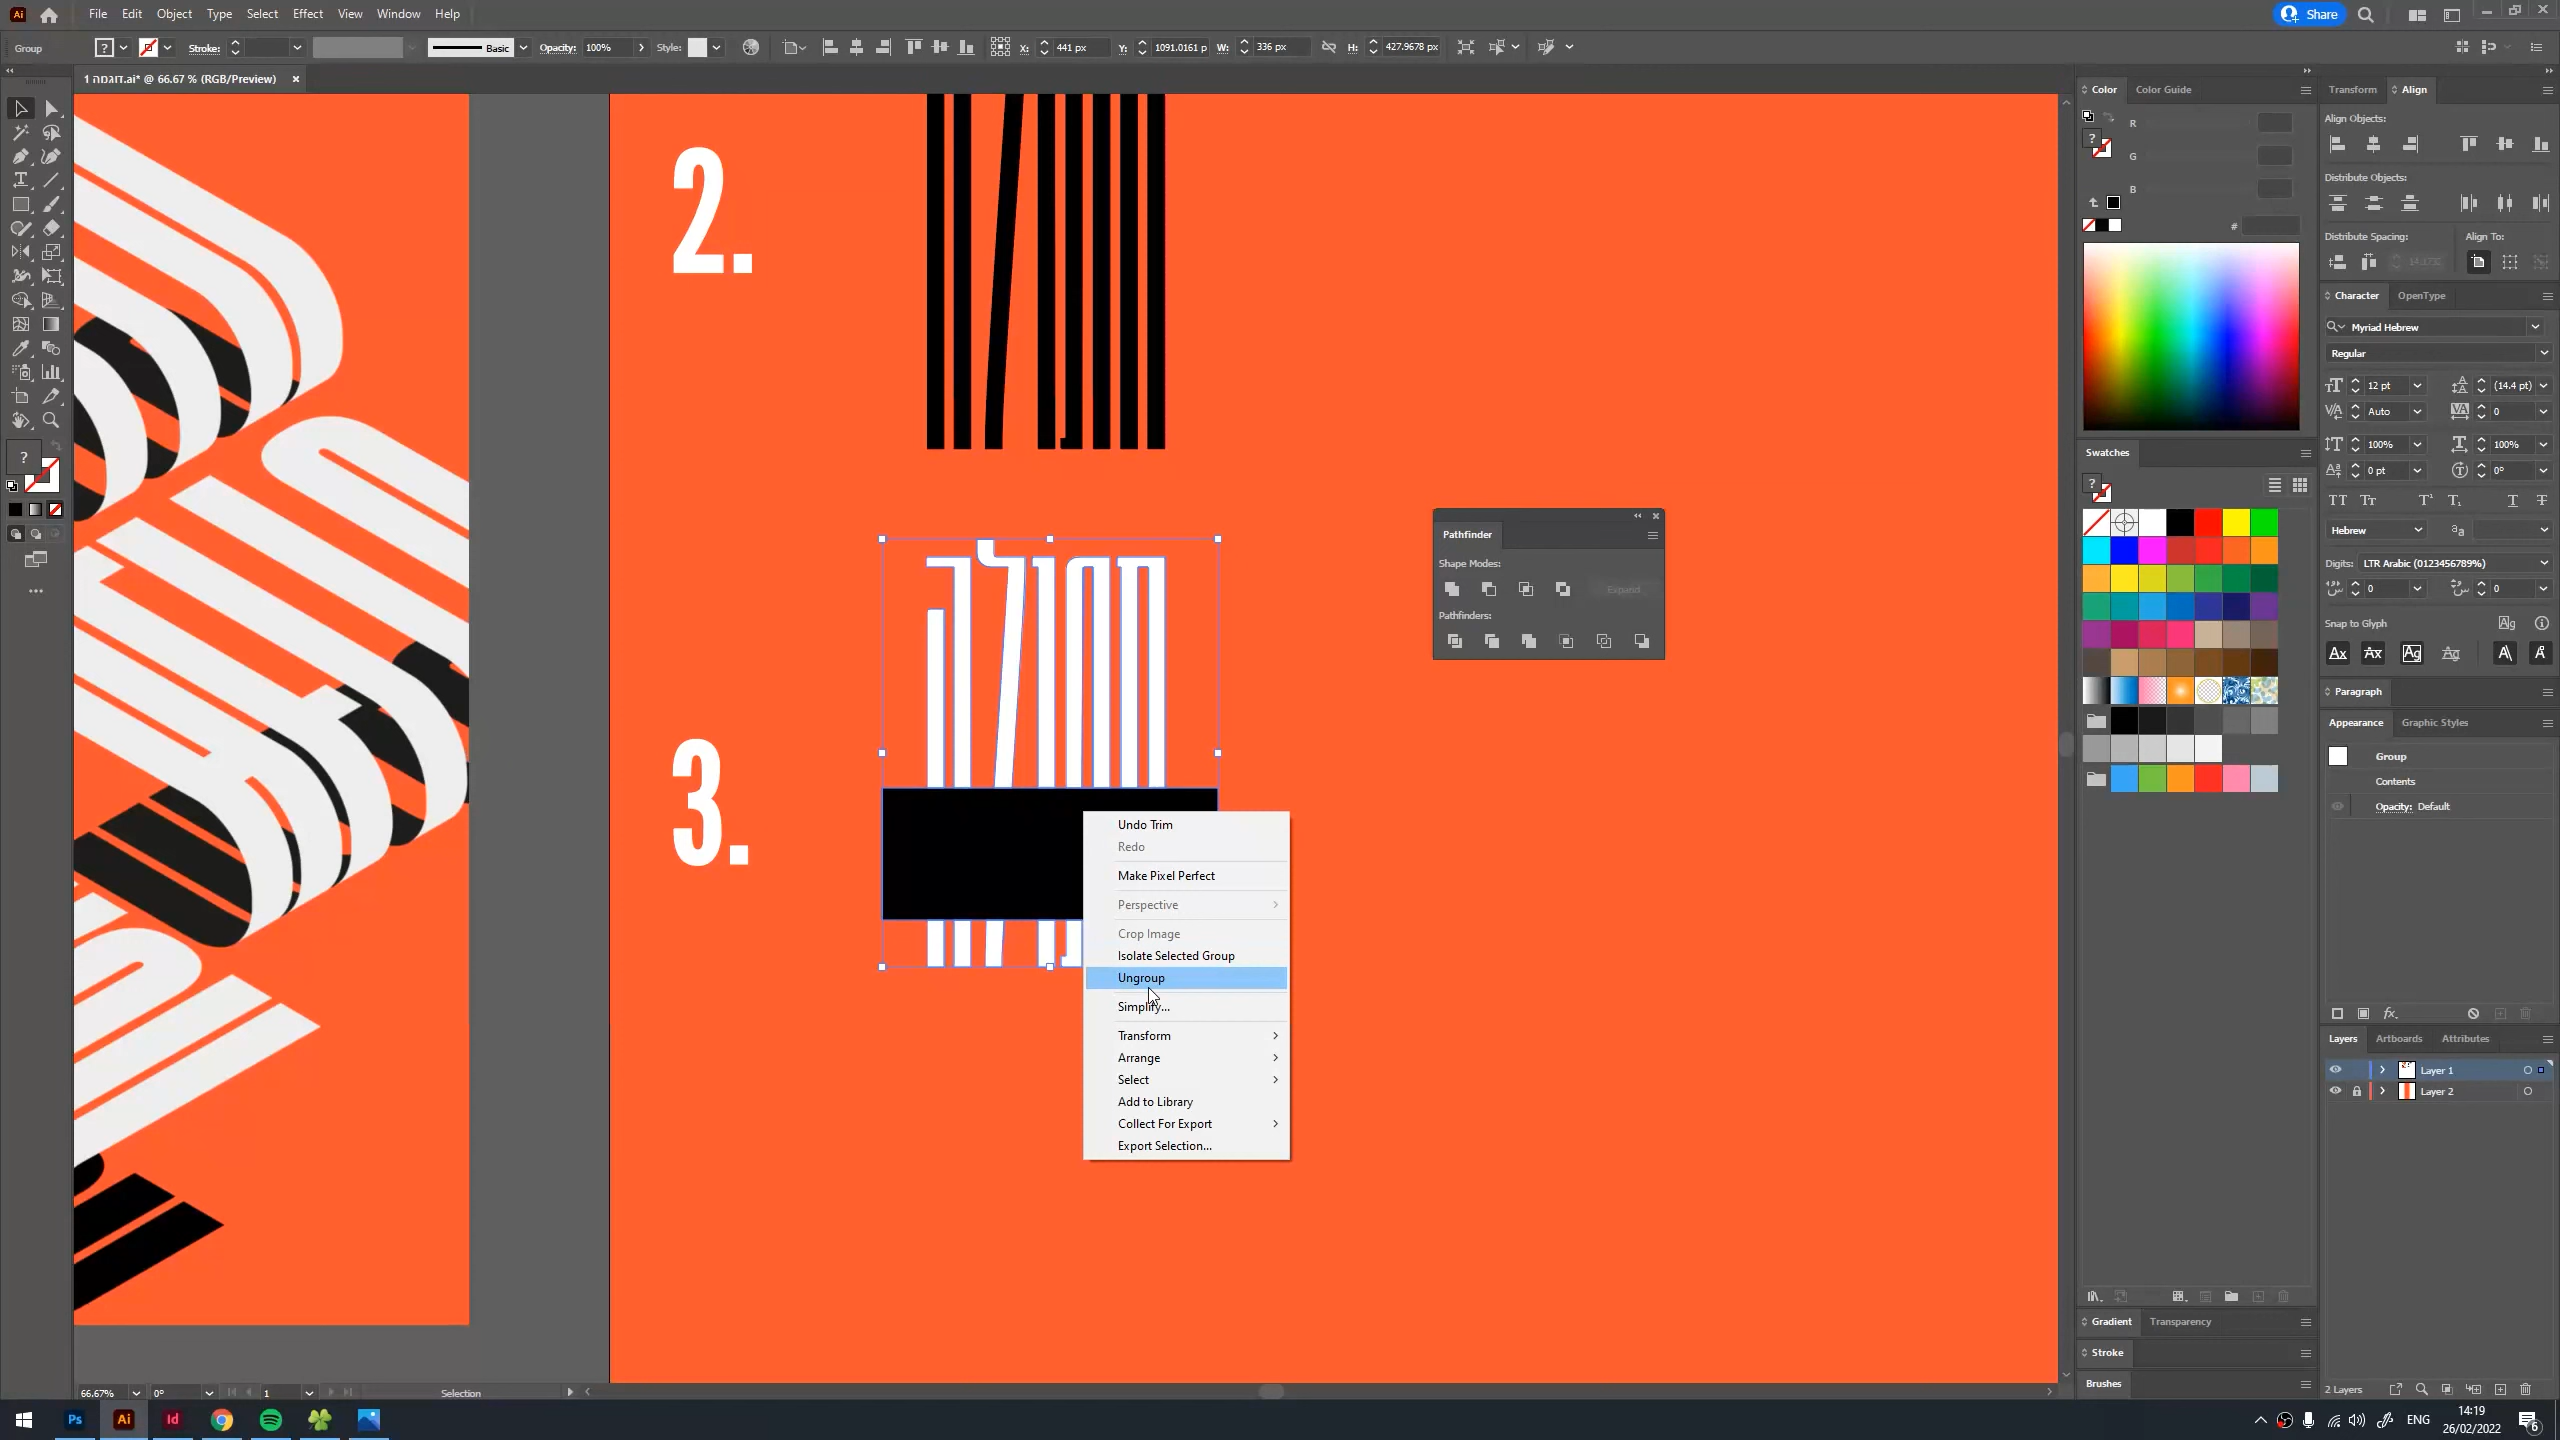 Ai
File Edit Object Type Select Effect View Window Help
Share
Group
?
Stroke:
Basic
Opacity: 100%
Style:
X: 441 px
Y: 1091.0161 p
W: 336 px
H: 427.9678 px
דוגמה 1.ai* @ 66.67 % (RGB/Preview)
2.
3.
מחולה
Pathfinder
Shape Modes:
Expand
Pathfinders:
Undo Trim
Redo
Make Pixel Perfect
Perspective
Crop Image
Isolate Selected Group
Ungroup
Simplify...
Transform
Arrange
Select
Add to Library
Collect For Export
Export Selection...
Color
Color Guide
R
G
B
#
Swatches
Gradient
Transparency
Stroke
Brushes
Transform
Align
Align Objects:
Distribute Objects:
Distribute Spacing:
Align To:
Character
OpenType
Myriad Hebrew
Regular
12 pt
(14.4 pt)
Auto
0
100%
100%
0 pt
0°
Hebrew
Digits: LTR Arabic (0123456789%)
0
0
Snap to Glyph
Paragraph
Appearance
Graphic Styles
Group
Contents
Opacity: Default
Layers
Artboards
Attributes
Layer 1
Layer 2
2 Layers
66.67%
0°
1
Selection
Ps
Ai
Id
ENG
14:19
26/02/2022
6